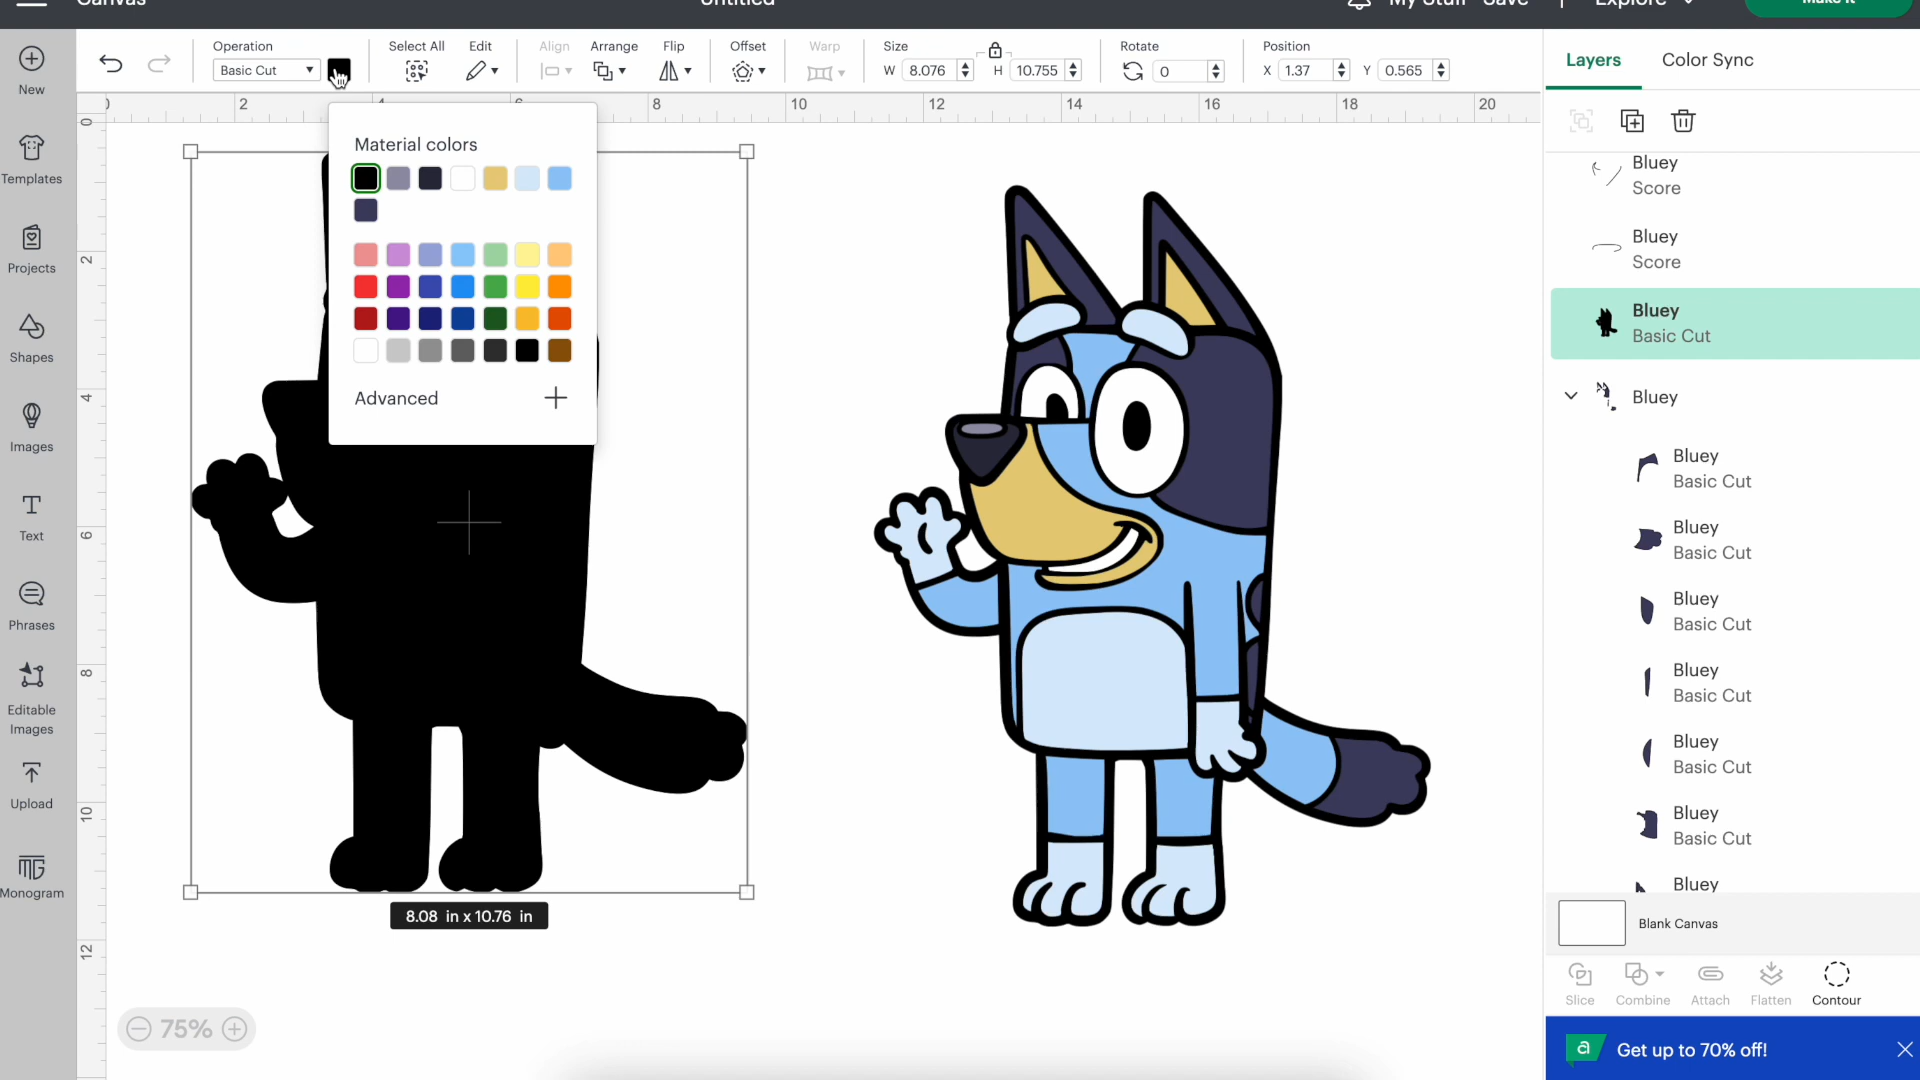 Canvas
Untitled
My Stuff
Save
Explore
Make It
Operation
Basic Cut
Select All
Edit
Align
Arrange
Flip
Offset
Warp
Size
W 8.076
H 10.755
Rotate
0
Position
X 1.37
Y 0.565
New
Templates
Projects
Shapes
Images
Text
Phrases
Editable
Images
Upload
Monogram
0 2 4 6 8 10 12 14 16 18 20
0
2
4
6
8
10
12
Material colors
Advanced
8.08 in x 10.76 in
75%
Layers
Color Sync
Bluey
Score
Bluey
Score
Bluey
Basic Cut
Bluey
Bluey
Basic Cut
Bluey
Basic Cut
Bluey
Basic Cut
Bluey
Basic Cut
Bluey
Basic Cut
Bluey
Basic Cut
Bluey
Blank Canvas
Slice
Combine
Attach
Flatten
Contour
a
Get up to 70% off!